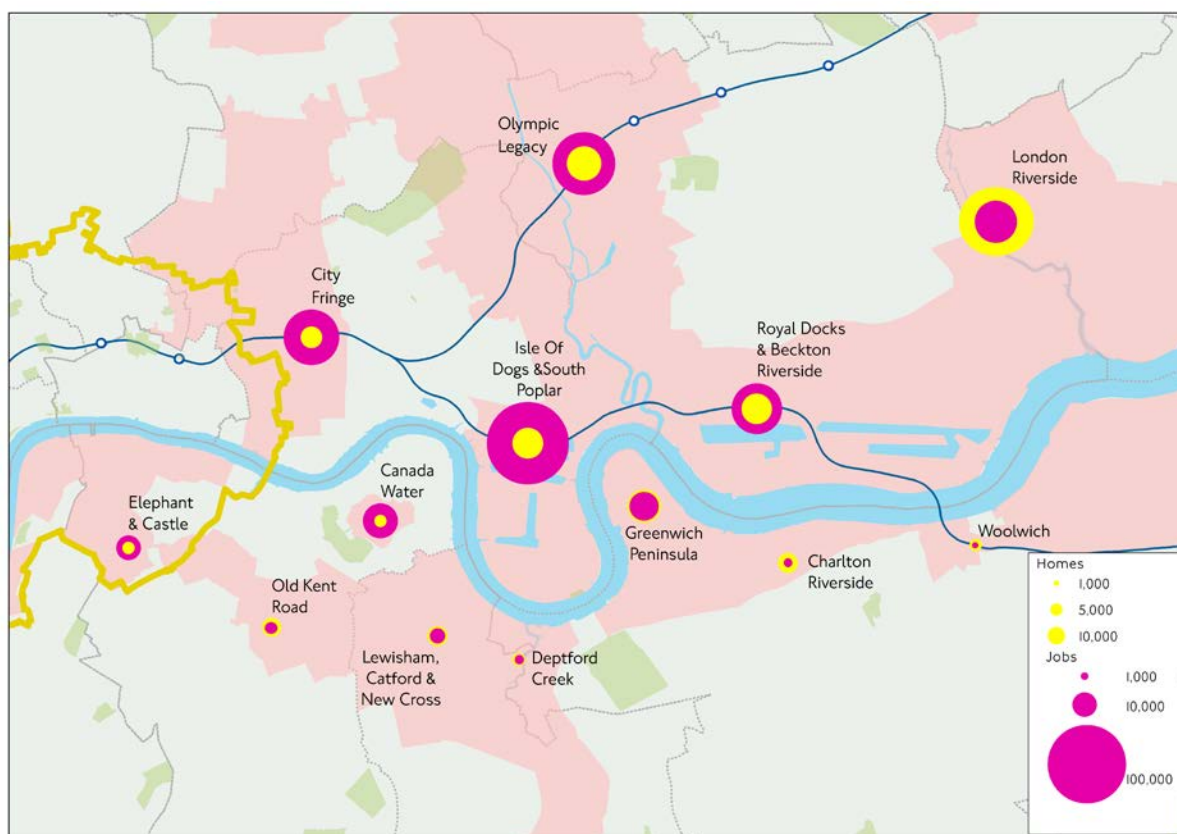 Olympic
Legacy
London
Riverside
City
Fringe
Isle Of
Dogs &South
Poplar
Royal Docks
& Beckton
Riverside
Canada
Water
Elephant
& Castle
Greenwich
Peninsula
Woolwich
Charlton
Riverside
Old Kent
Road
Lewisham,
Catford &
New Cross
Deptford
Creek
Homes
1,000
5,000
10,000
Jobs
1,000
10,000
100,000